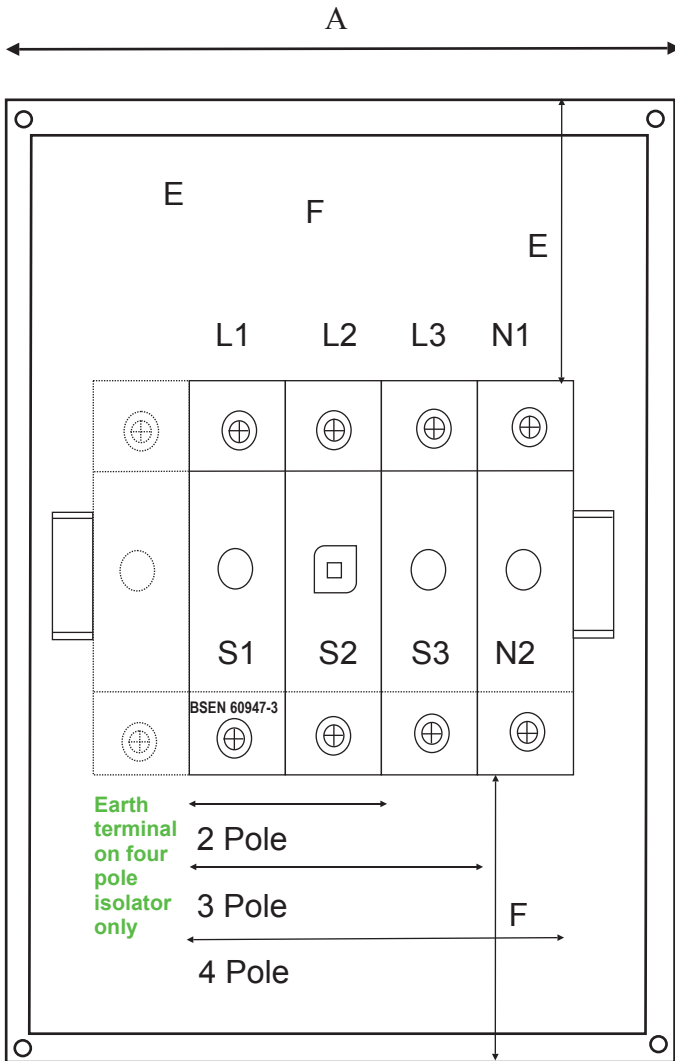 A
E
F
E
L1 L2 L3 N1
S1 S2 S3 N2
BSEN 60947-3
Earth
terminal
on four
pole
isolator
only
2 Pole
3 Pole
F
4 Pole